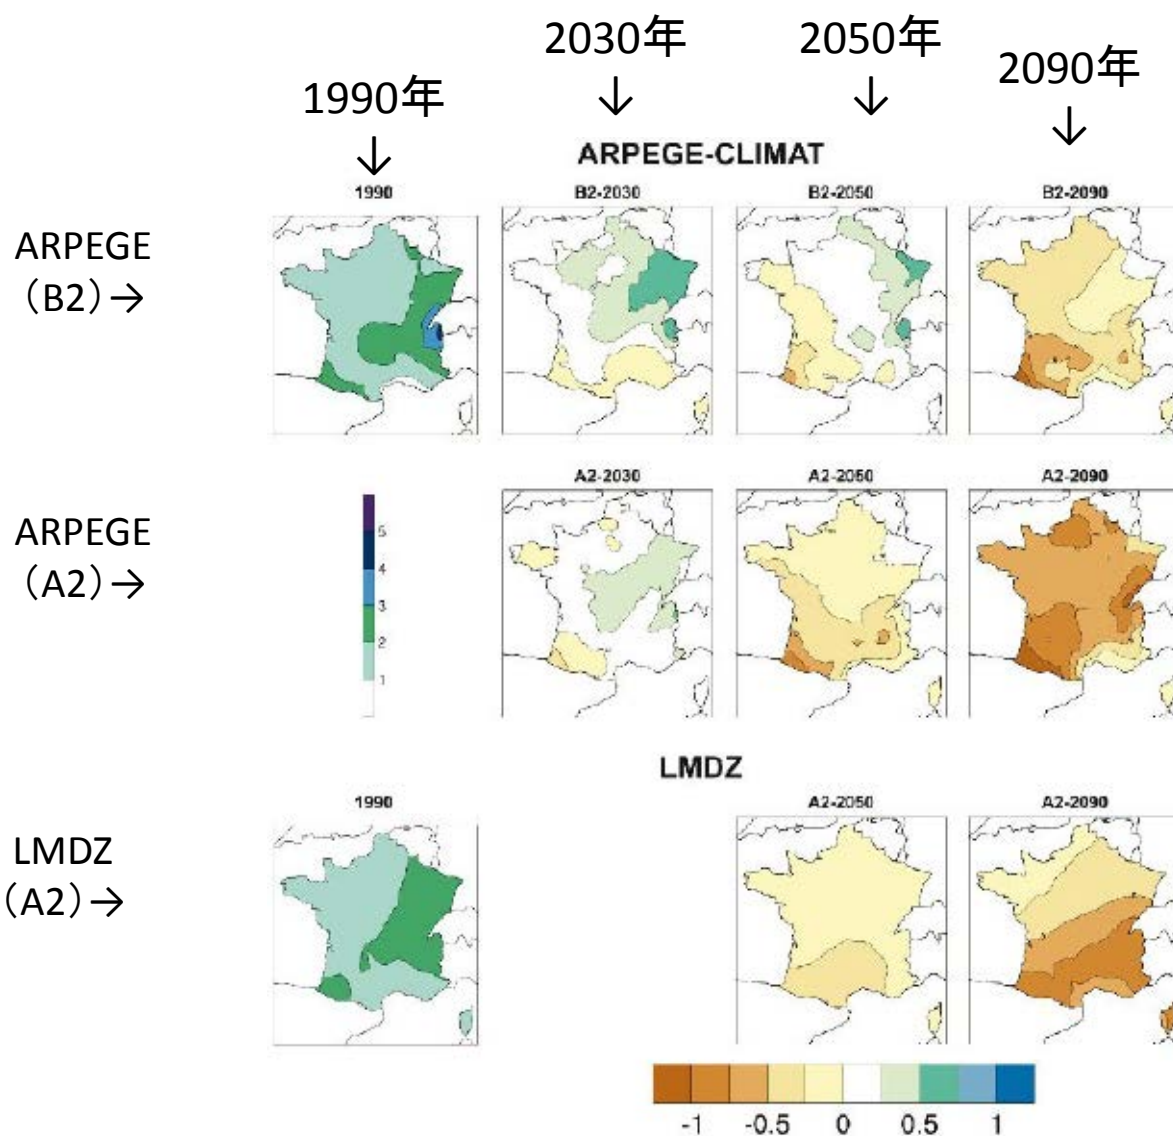 1990年
2030年
2050年
2090年
↓
↓
↓
↓
ARPEGE-CLIMAT
1990
B2-2030
B2-2050
B2-2090
ARPEGE
（B2）→
A2-2030
A2-2050
A2-2090
ARPEGE
（A2）→
5
4
3
2
1
LMDZ
1990
A2-2050
A2-2090
LMDZ
（A2）→
-1
-0.5
0
0.5
1